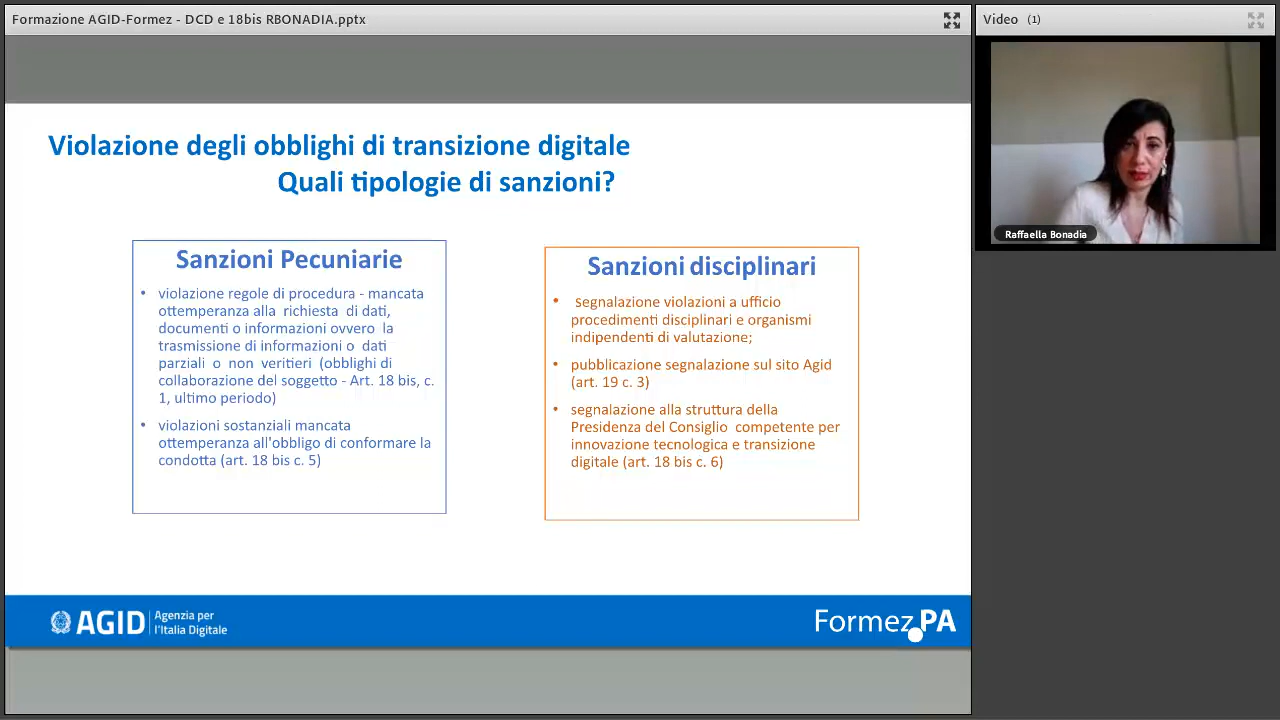 Formazione AGID-Formez - DCD e 18bis RBONADIA.pptx
Video (1)
Violazione degli obblighi di transizione digitale
Quali tipologie di sanzioni?
Sanzioni Pecuniarie
• violazione regole di procedura - mancata
ottemperanza alla richiesta di dati,
documenti o informazioni ovvero la
trasmissione di informazioni o dati
parziali o non veritieri (obblighi di
collaborazione del soggetto - Art. 18 bis, c.
1, ultimo periodo)
• violazioni sostanziali mancata
ottemperanza all'obbligo di conformare la
condotta (art. 18 bis c. 5)
Sanzioni disciplinari
• segnalazione violazioni a ufficio
procedimenti disciplinari e organismi
indipendenti di valutazione;
• pubblicazione segnalazione sul sito Agid
(art. 19 c. 3)
• segnalazione alla struttura della
Presidenza del Consiglio competente per
innovazione tecnologica e transizione
digitale (art. 18 bis c. 6)
Raffaella Bonadia
AGID Agenzia per
l'Italia Digitale
Formez PA